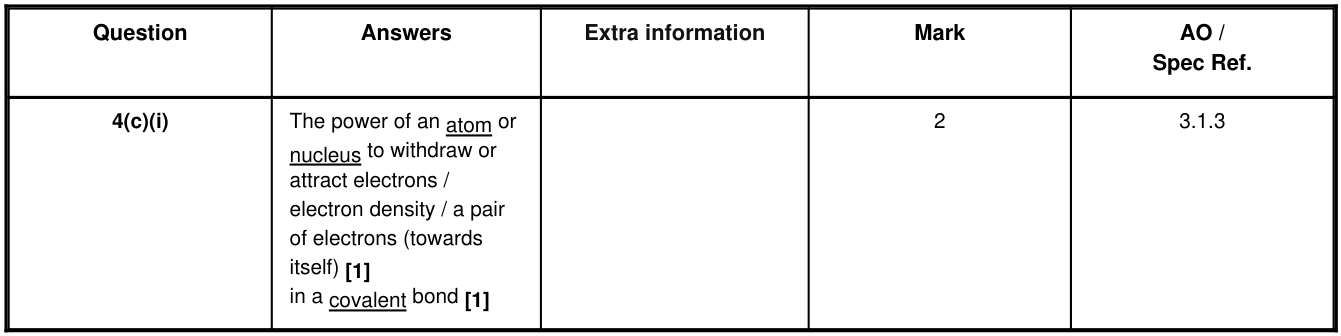 Question Answers Extra information Mark AO /
Spec Ref.
4(c)(i) The power of an atom or 2 3.1.3
nucleus to withdraw or
attract electrons /
electron density / a pair
of electrons (towards
itself) [1]
in a covalent bond [1]